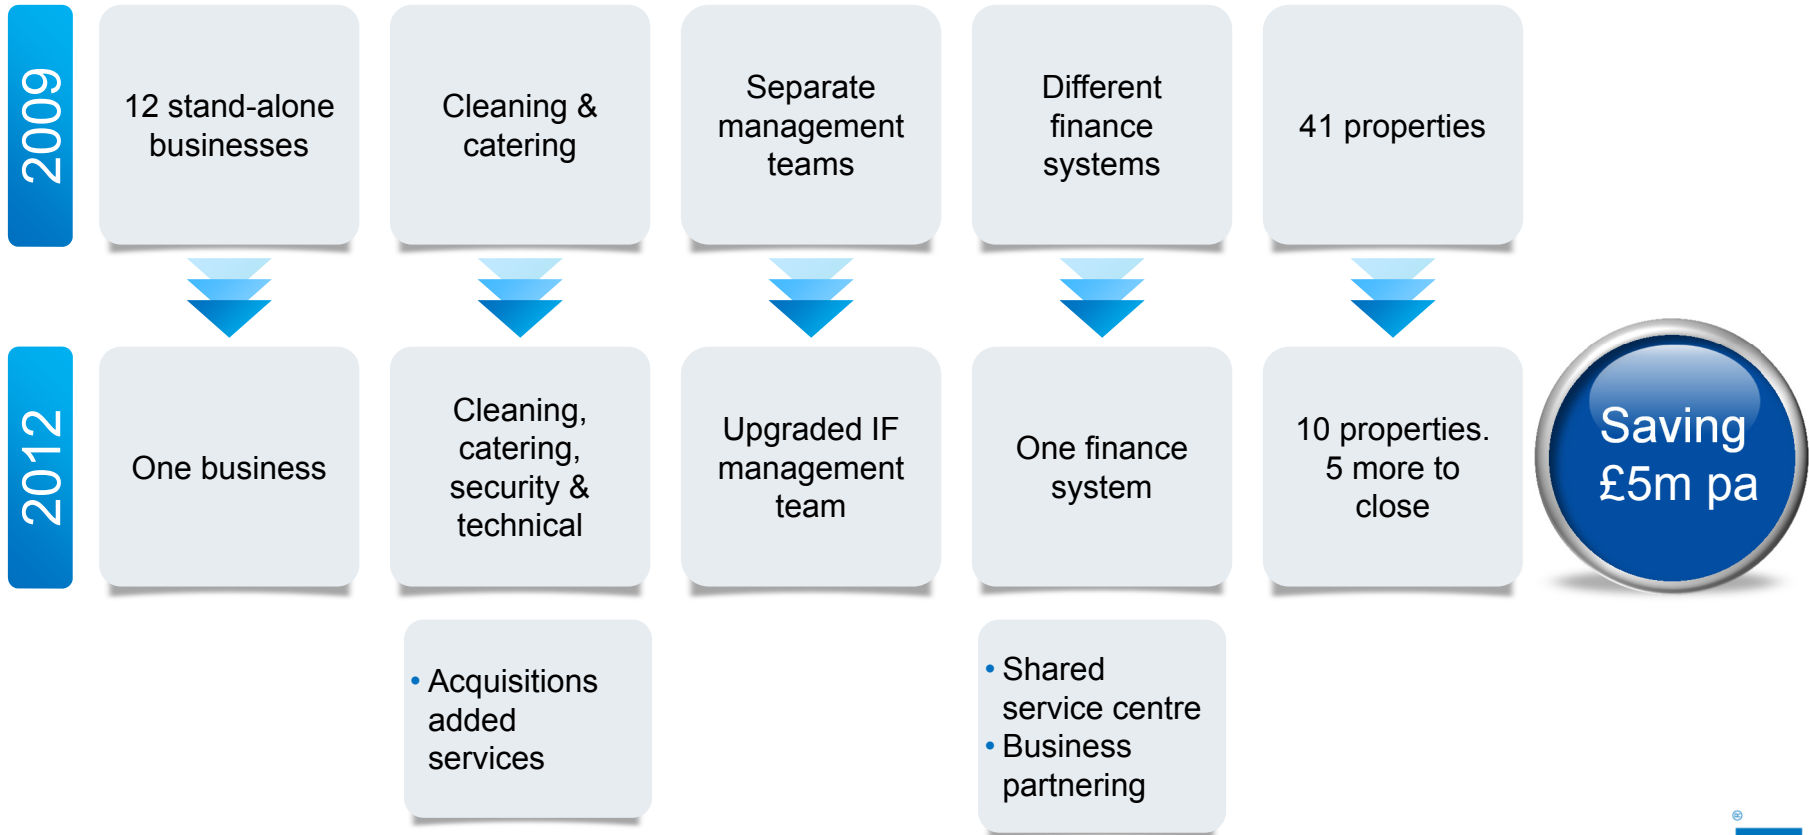 2009
12 stand-alone
businesses
Cleaning &
catering
Separate
management
teams
Different
finance
systems
41 properties
2012
One business
Cleaning,
catering,
security &
technical
Upgraded IF
management
team
One finance
system
10 properties.
5 more to
close
Saving
£5m pa
• Acquisitions
added
services
• Shared
service centre
• Business
partnering
®